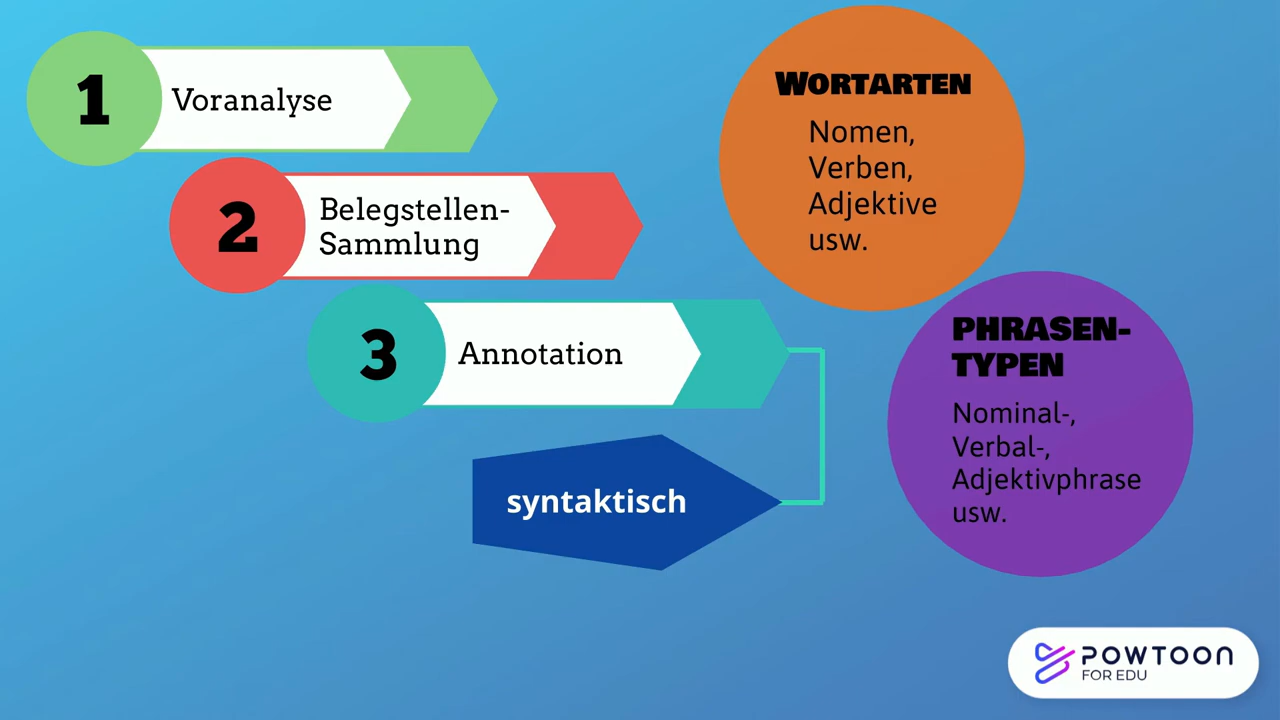 1
Voranalyse
2
Belegstellen-
Sammlung
3
Annotation
syntaktisch
WORTARTEN
Nomen,
Verben,
Adjektive
usw.
PHRASEN-
TYPEN
Nominal-,
Verbal-,
Adjektivphrase
usw.
POWTOON
FOR EDU